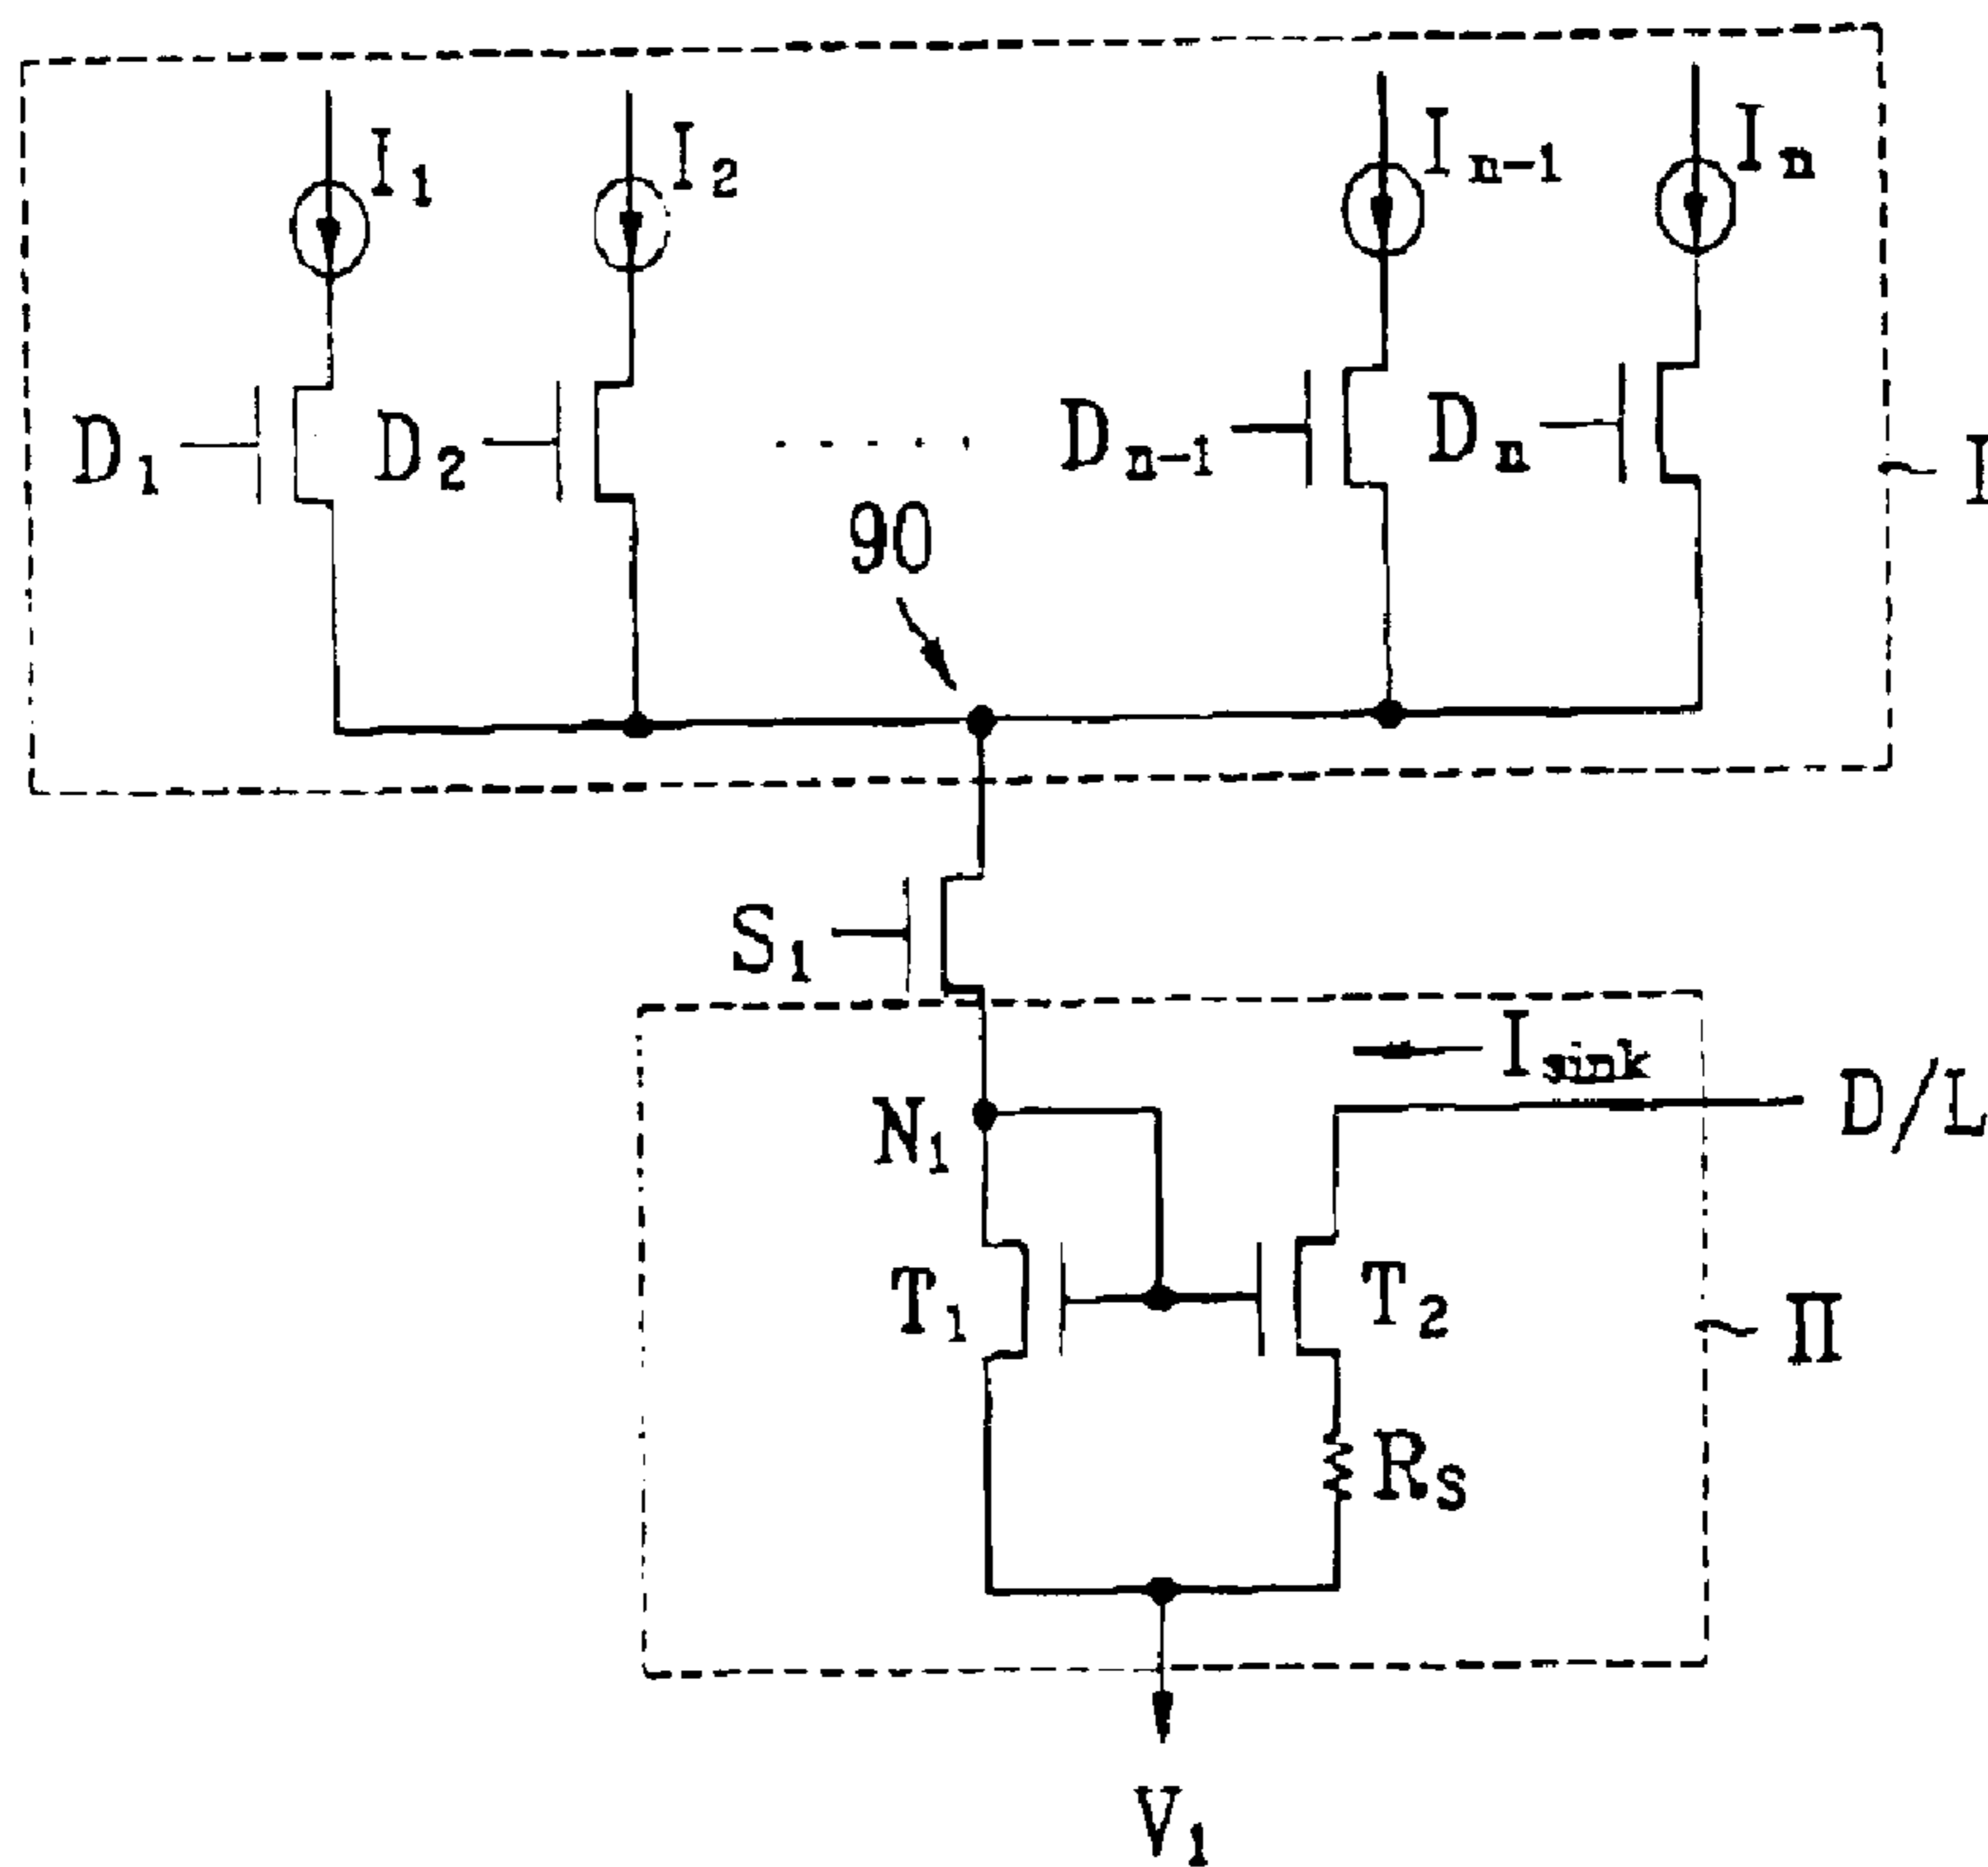 I1 I2 In-1 In
D1 D2 ..... Dn-1 Dn
I
90
S1
Isink
N1
D/L
T1 T2
II
RS
V1